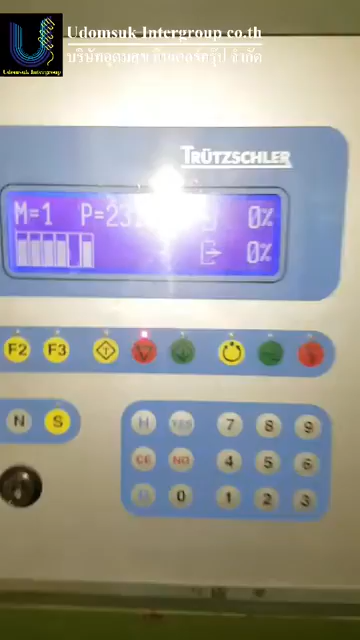 Udomsuk Intergroup co.th
บริษัทอุดมสุข อินเตอร์กรุ๊ป จำกัด
Udomsuk Intergroup
TRÜTZSCHLER
M=1 P=231 0%
0%
F2 F3 T
N S
H YES 7 8 9
CE NO 4 5 6
0 1 2 3